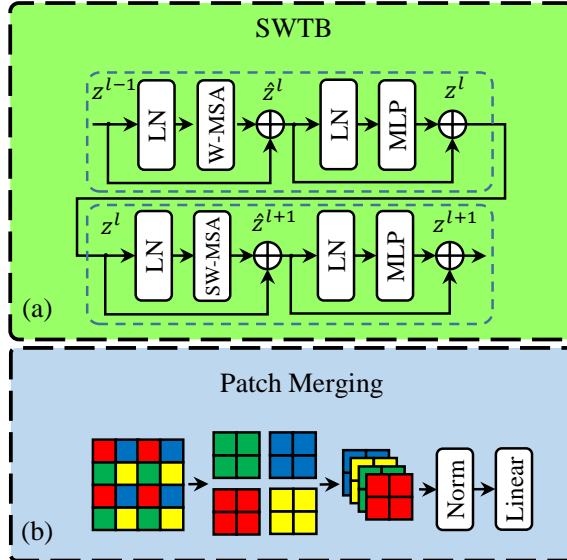 SWTB
z^{l-1} LN W-MSA ẑ^l LN MLP z^l
z^l LN SW-MSA ẑ^{l+1} LN MLP z^{l+1}
(a)
Patch Merging
Norm Linear
(b)